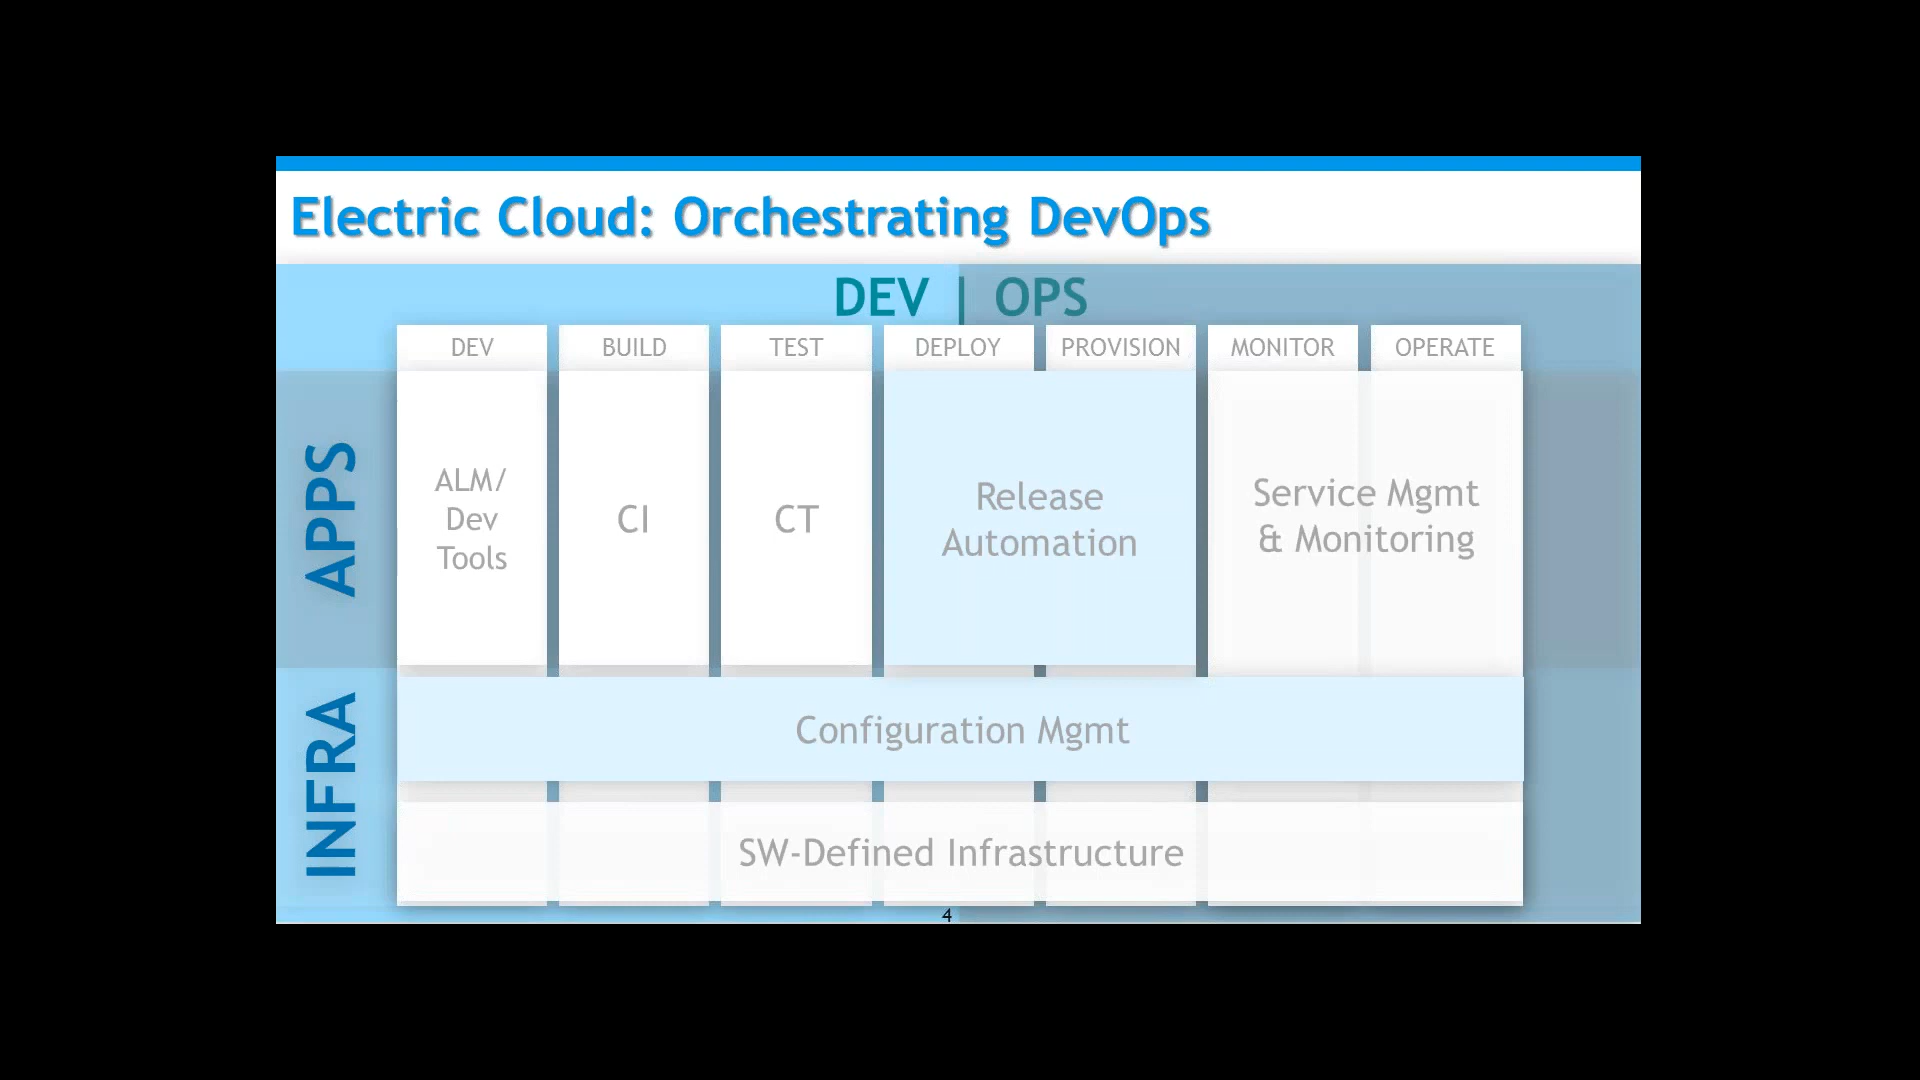 Electric Cloud: Orchestrating DevOps
DEV | OPS
DEV
BUILD
TEST
DEPLOY
PROVISION
MONITOR
OPERATE
APPS
ALM/
Dev
Tools
CI
CT
Release
Automation
Service Mgmt
& Monitoring
INFRA
Configuration Mgmt
SW-Defined Infrastructure
4